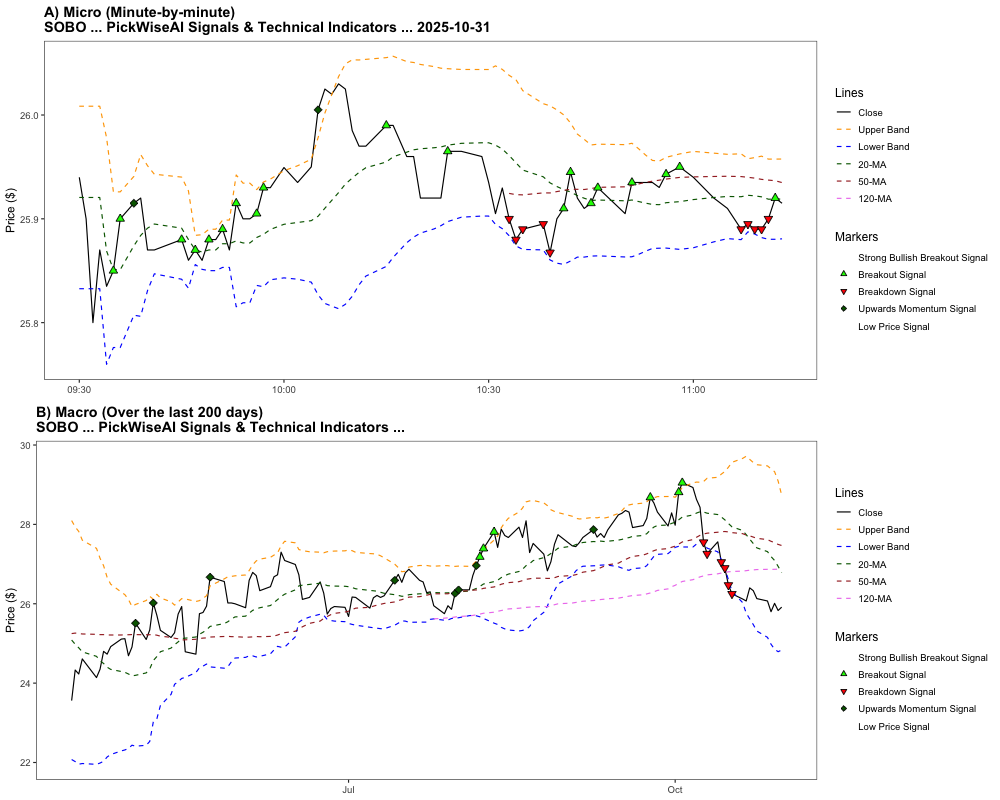 A) Micro (Minute-by-minute)
SOBO ... PickWiseAI Signals & Technical Indicators ... 2025-10-31
Price ($)
26.0
25.9
25.8
09:30
10:00
10:30
11:00
Lines
Close
Upper Band
Lower Band
20-MA
50-MA
120-MA
Markers
Strong Bullish Breakout Signal
Breakout Signal
Breakdown Signal
Upwards Momentum Signal
Low Price Signal
B) Macro (Over the last 200 days)
SOBO ... PickWiseAI Signals & Technical Indicators ...
Price ($)
30
28
26
24
22
Jul
Oct
Lines
Close
Upper Band
Lower Band
20-MA
50-MA
120-MA
Markers
Strong Bullish Breakout Signal
Breakout Signal
Breakdown Signal
Upwards Momentum Signal
Low Price Signal